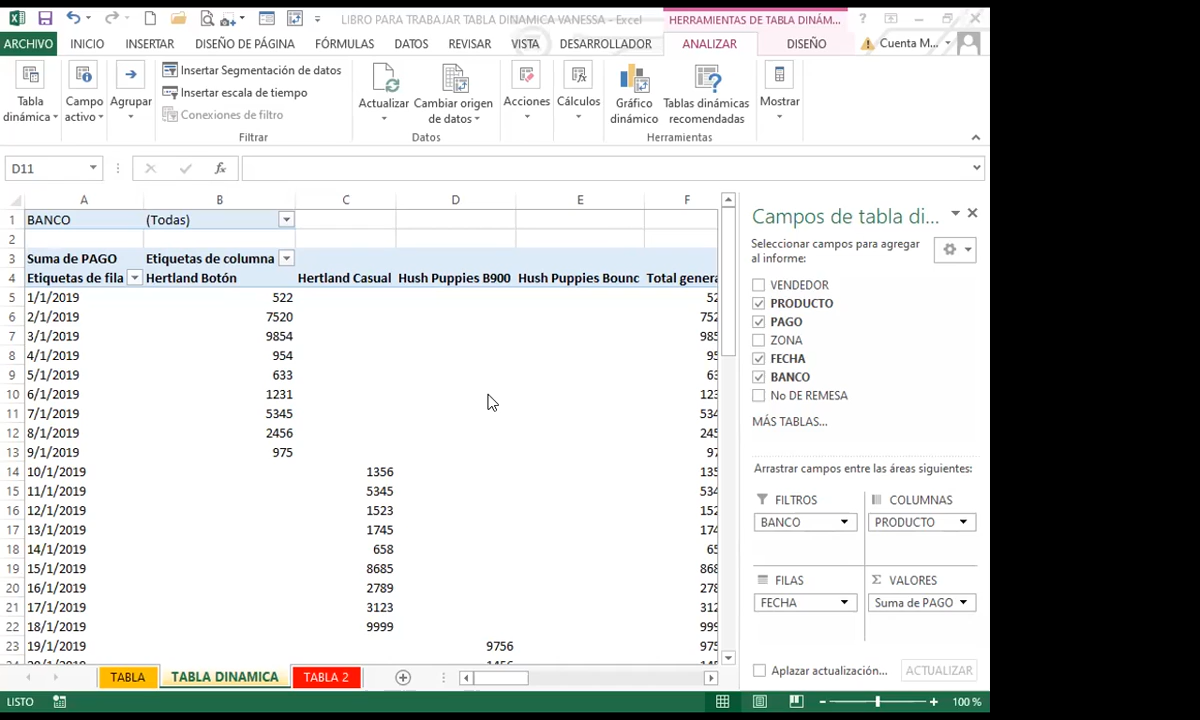 LIBRO PARA TRABAJAR TABLA DINAMICA VANESSA - Excel
HERRAMIENTAS DE TABLA DINÁM...
ARCHIVO INICIO INSERTAR DISEÑO DE PÁGINA FÓRMULAS DATOS REVISAR VISTA DESARROLLADOR ANALIZAR DISEÑO Cuenta M...
Tabla dinámica
Campo activo
Agrupar
Insertar Segmentación de datos
Insertar escala de tiempo
Conexiones de filtro
Filtrar
Actualizar
Cambiar origen de datos
Datos
Acciones
Cálculos
Gráfico dinámico
Tablas dinámicas recomendadas
Herramientas
Mostrar
D11 fx
A B C D E F
1 BANCO (Todas)
2
3 Suma de PAGO Etiquetas de columna
4 Etiquetas de fila Hertland Botón Hertland Casual Hush Puppies B900 Hush Puppies Bounc Total genera
5 1/1/2019 522 52
6 2/1/2019 7520 752
7 3/1/2019 9854 985
8 4/1/2019 954 95
9 5/1/2019 633 63
10 6/1/2019 1231 123
11 7/1/2019 5345 534
12 8/1/2019 2456 245
13 9/1/2019 975 97
14 10/1/2019 1356 135
15 11/1/2019 5345 534
16 12/1/2019 1523 152
17 13/1/2019 1745 174
18 14/1/2019 658 65
19 15/1/2019 8685 868
20 16/1/2019 2789 278
21 17/1/2019 3123 312
22 18/1/2019 9999 999
23 19/1/2019 9756 975
Campos de tabla di...
Seleccionar campos para agregar al informe:
VENDEDOR
PRODUCTO
PAGO
ZONA
FECHA
BANCO
No DE REMESA
MÁS TABLAS...
Arrastrar campos entre las áreas siguientes:
FILTROS COLUMNAS
BANCO PRODUCTO
FILAS Σ VALORES
FECHA Suma de PAGO
Aplazar actualización... ACTUALIZAR
TABLA TABLA DINAMICA TABLA 2
LISTO 100 %